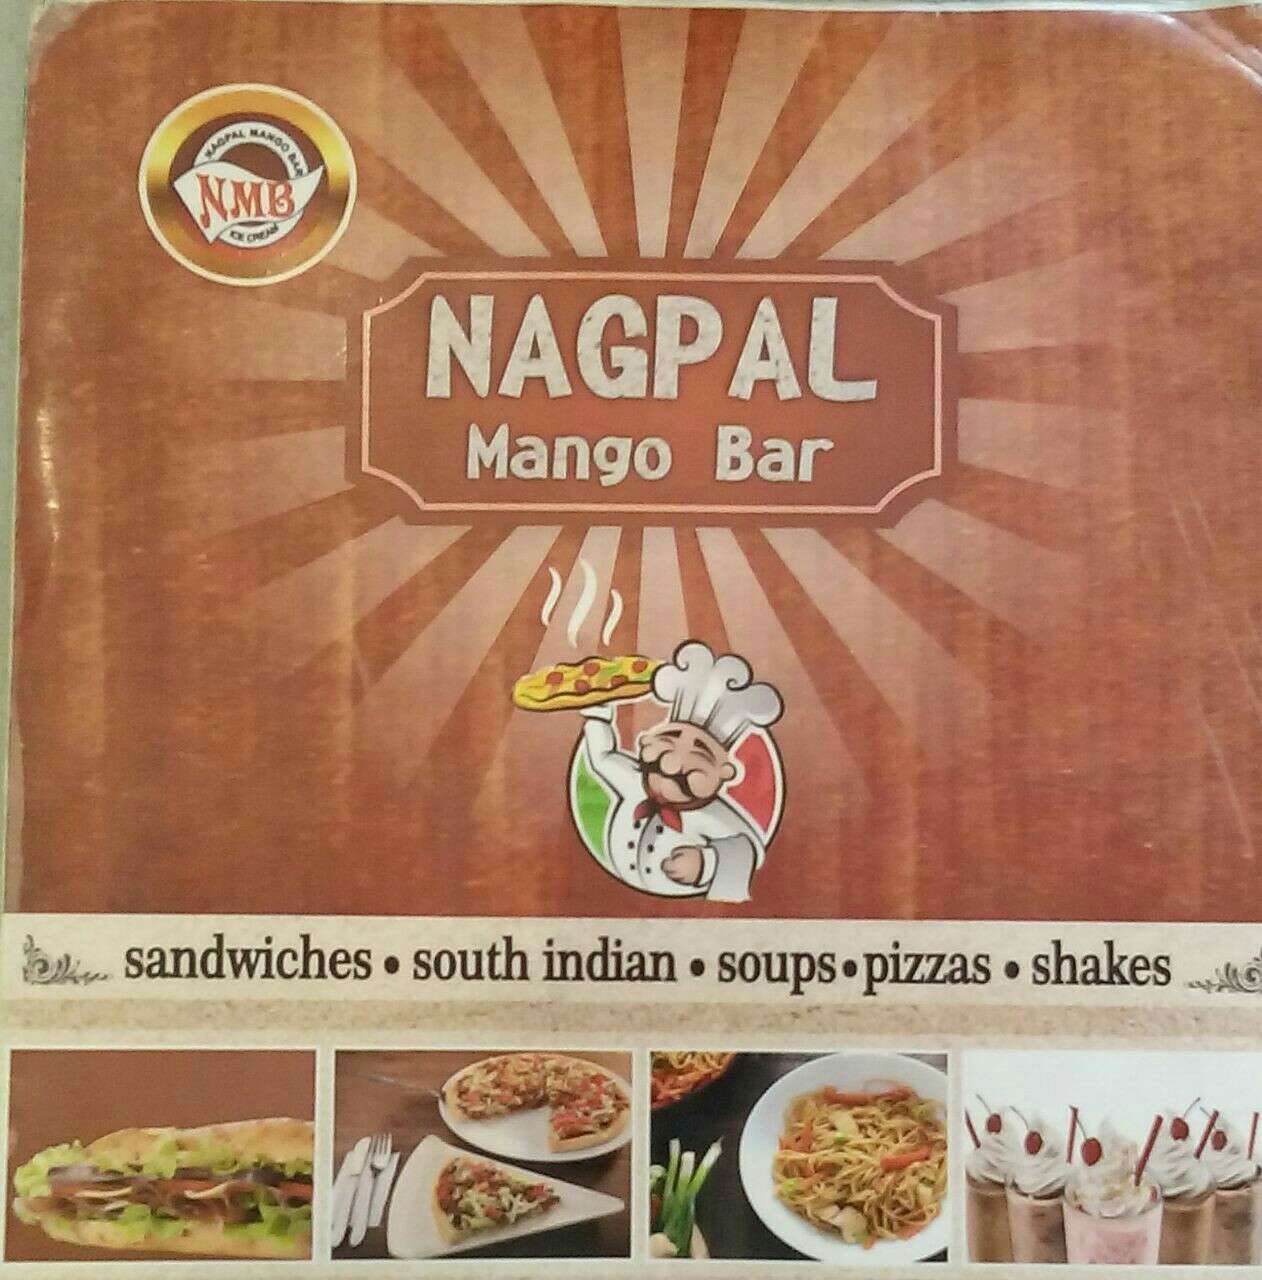 NAGPAL MANGO BAR
NMB
ICE CREAM
NAGPAL
Mango Bar
sandwiches • south indian • soups • pizzas • shakes